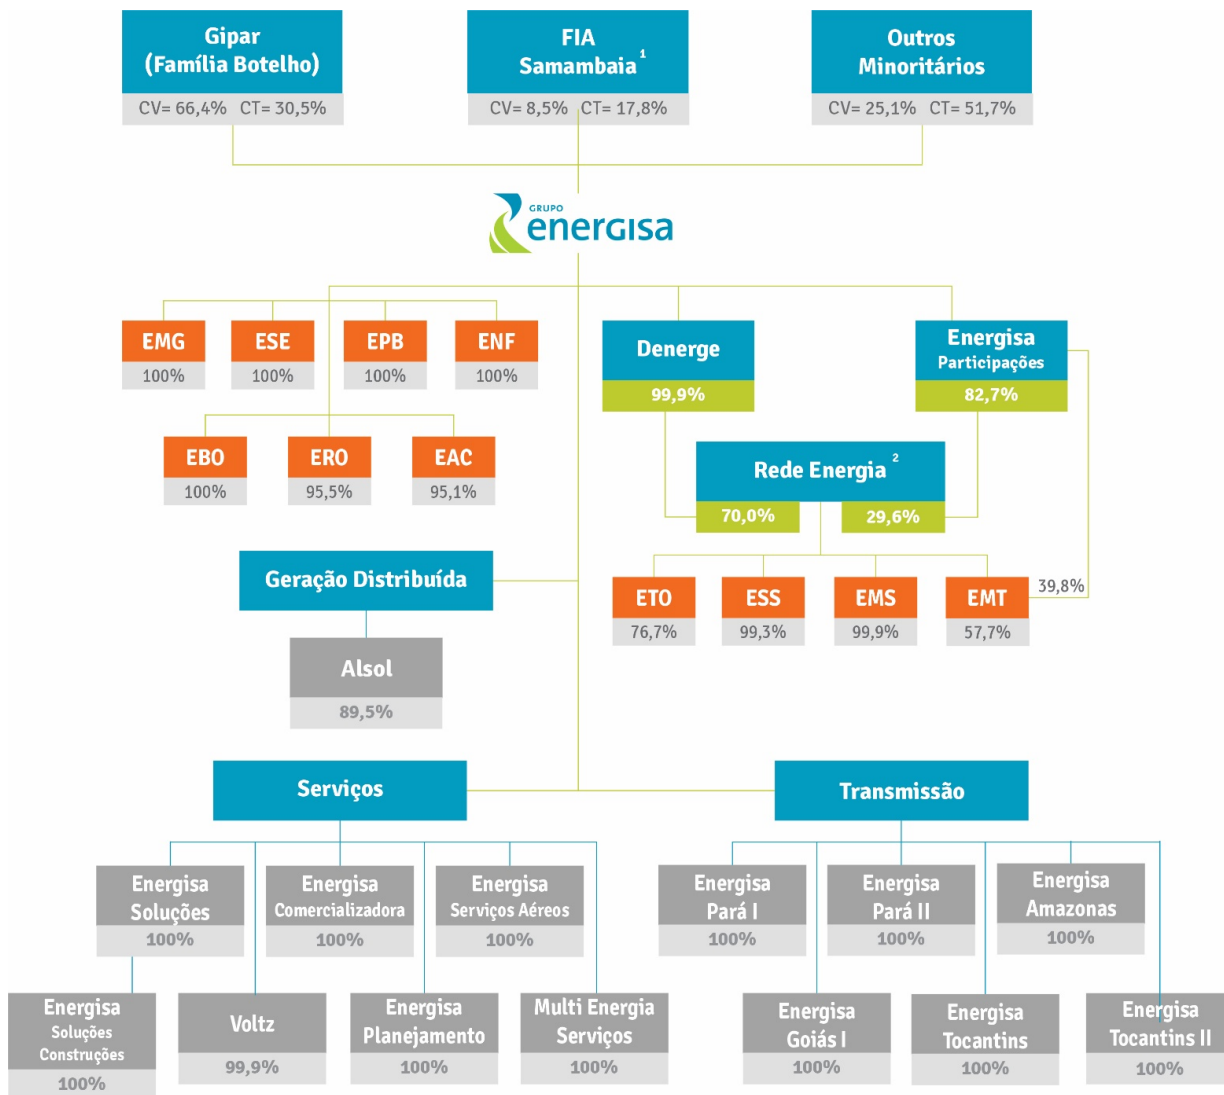 Gipar
(Família Botelho)
CV= 66,4% CT= 30,5%
FIA
Samambaia 1
CV= 8,5% CT= 17,8%
Outros
Minoritários
CV= 25,1% CT= 51,7%
GRUPO
energisa
EMG
100%
ESE
100%
EPB
100%
ENF
100%
EBO
100%
ERO
95,5%
EAC
95,1%
Denerge
99,9%
Energisa
Participações
82,7%
Rede Energia 2
70,0%
29,6%
ETO
76,7%
ESS
99,3%
EMS
99,9%
EMT
57,7%
39,8%
Geração Distribuída
Alsol
89,5%
Serviços
Energisa
Soluções
100%
Energisa
Comercializadora
100%
Energisa
Serviços Aéreos
100%
Energisa
Soluções
Construções
100%
Voltz
99,9%
Energisa
Planejamento
100%
Multi Energia
Serviços
100%
Transmissão
Energisa
Pará I
100%
Energisa
Pará II
100%
Energisa
Amazonas
100%
Energisa
Goiás I
100%
Energisa
Tocantins
100%
Energisa
Tocantins II
100%